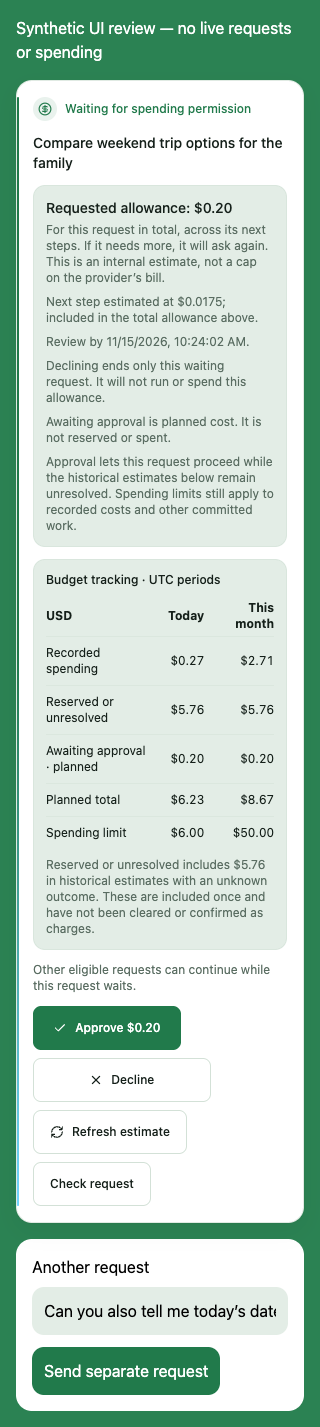 Synthetic UI review — no live requests
or spending
Waiting for spending permission
Compare weekend trip options for the
family
Requested allowance: $0.20
For this request in total, across its next
steps. If it needs more, it will ask again.
This is an internal estimate, not a cap
on the provider’s bill.
Next step estimated at $0.0175;
included in the total allowance above.
Review by 11/15/2026, 10:24:02 AM.
Declining ends only this waiting
request. It will not run or spend this
allowance.
Awaiting approval is planned cost. It is
not reserved or spent.
Approval lets this request proceed while
the historical estimates below remain
unresolved. Spending limits still apply to
recorded costs and other committed
work.
Budget tracking · UTC periods
USD Today This
month
Recorded
spending $0.27 $2.71
Reserved or
unresolved $5.76 $5.76
Awaiting approval
· planned $0.20 $0.20
Planned total $6.23 $8.67
Spending limit $6.00 $50.00
Reserved or unresolved includes $5.76
in historical estimates with an unknown
outcome. These are included once and
have not been cleared or confirmed as
charges.
Other eligible requests can continue while
this request waits.
Approve $0.20
Decline
Refresh estimate
Check request
Another request
Can you also tell me today’s date
Send separate request